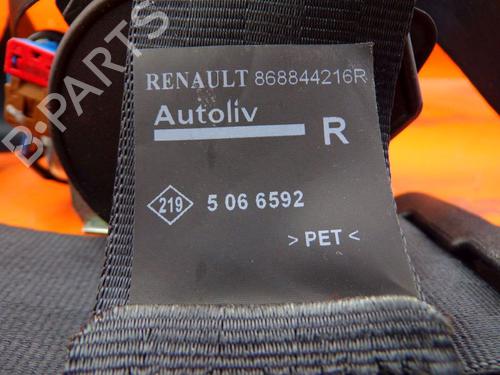 RENAULT 868844216R
Autoliv
R
219 5 06 6592
> PET <
B-PARTS